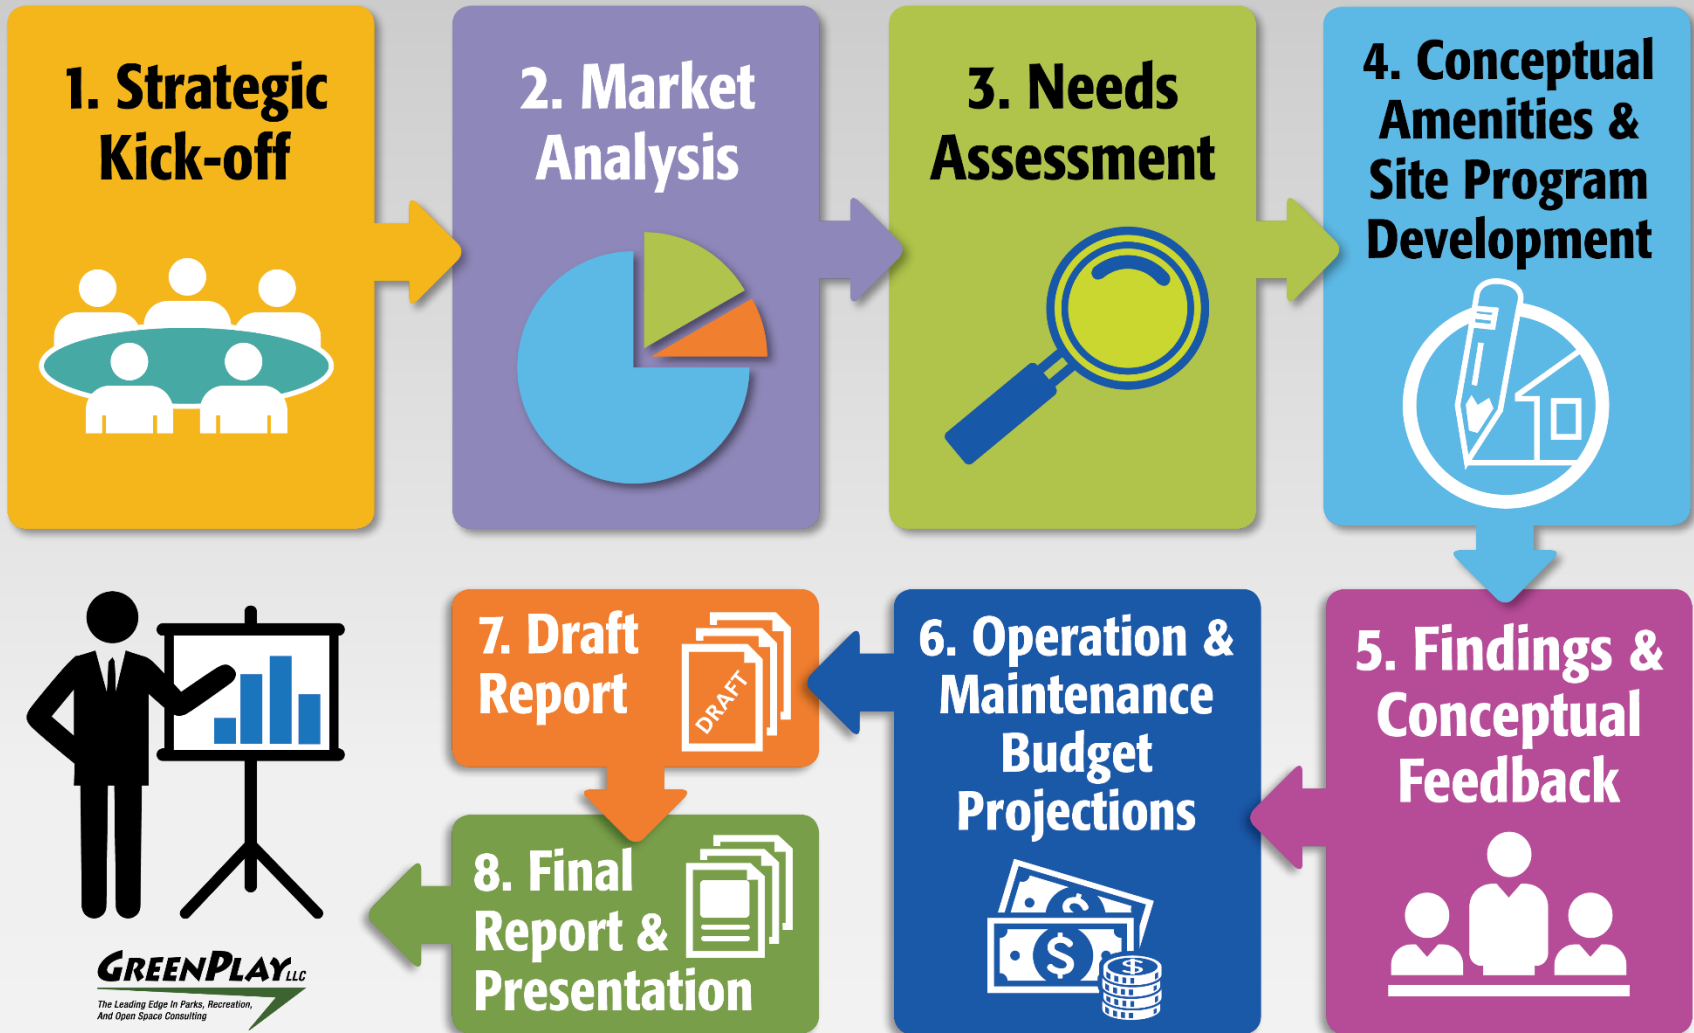 1. Strategic
Kick-off
2. Market
Analysis
3. Needs
Assessment
4. Conceptual
Amenities &
Site Program
Development
5. Findings &
Conceptual
Feedback
6. Operation &
Maintenance
Budget
Projections
$
$
$
7. Draft
Report
DRAFT
8. Final
Report &
Presentation
GREENPLAY LLC
The Leading Edge In Parks, Recreation,
And Open Space Consulting